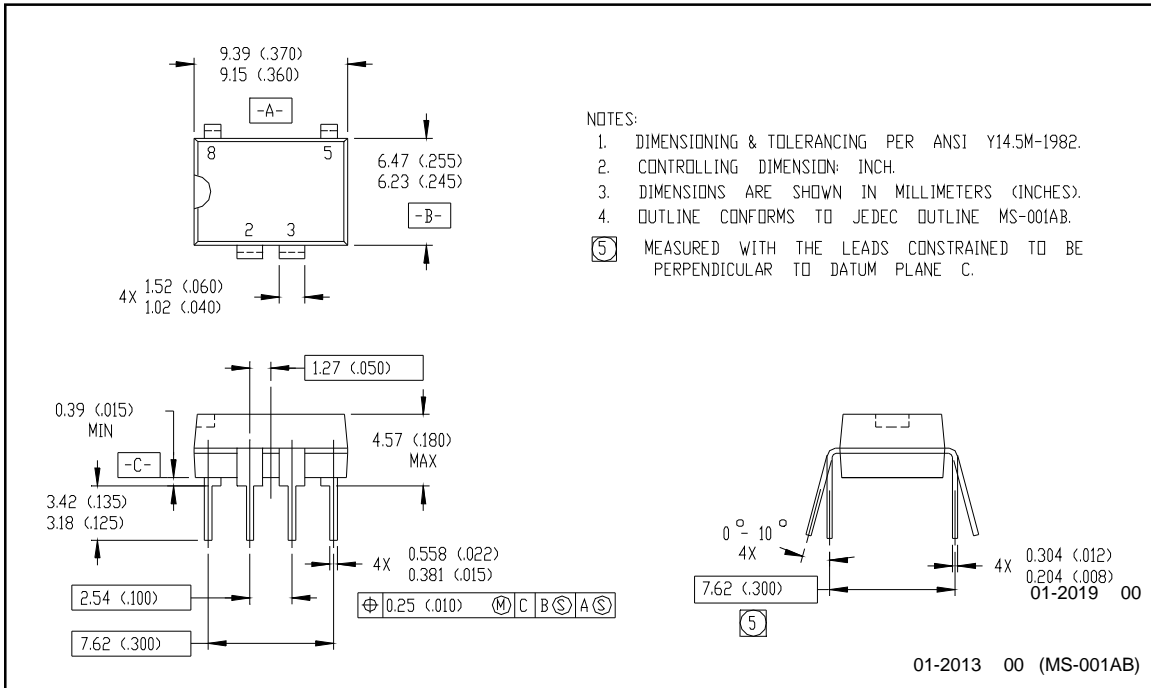 9.39 (.370)
9.15 (.360)
-A-
8 5
6.47 (.255)
6.23 (.245)
-B-
2 3
4X 1.52 (.060)
1.02 (.040)
NOTES:
1. DIMENSIONING & TOLERANCING PER ANSI Y14.5M-1982.
2. CONTROLLING DIMENSION: INCH.
3. DIMENSIONS ARE SHOWN IN MILLIMETERS (INCHES).
4. OUTLINE CONFORMS TO JEDEC OUTLINE MS-001AB.
5 MEASURED WITH THE LEADS CONSTRAINED TO BE
PERPENDICULAR TO DATUM PLANE C.
1.27 (.050)
0.39 (.015)
MIN
-C-
4.57 (.180)
MAX
3.42 (.135)
3.18 (.125)
4X 0.558 (.022)
0.381 (.015)
2.54 (.100)
⌖ 0.25 (.010) Ⓜ C B Ⓢ A Ⓢ
7.62 (.300)
0° - 10°
4X
4X 0.304 (.012)
0.204 (.008)
7.62 (.300)
5
01-2019 00
01-2013 00 (MS-001AB)